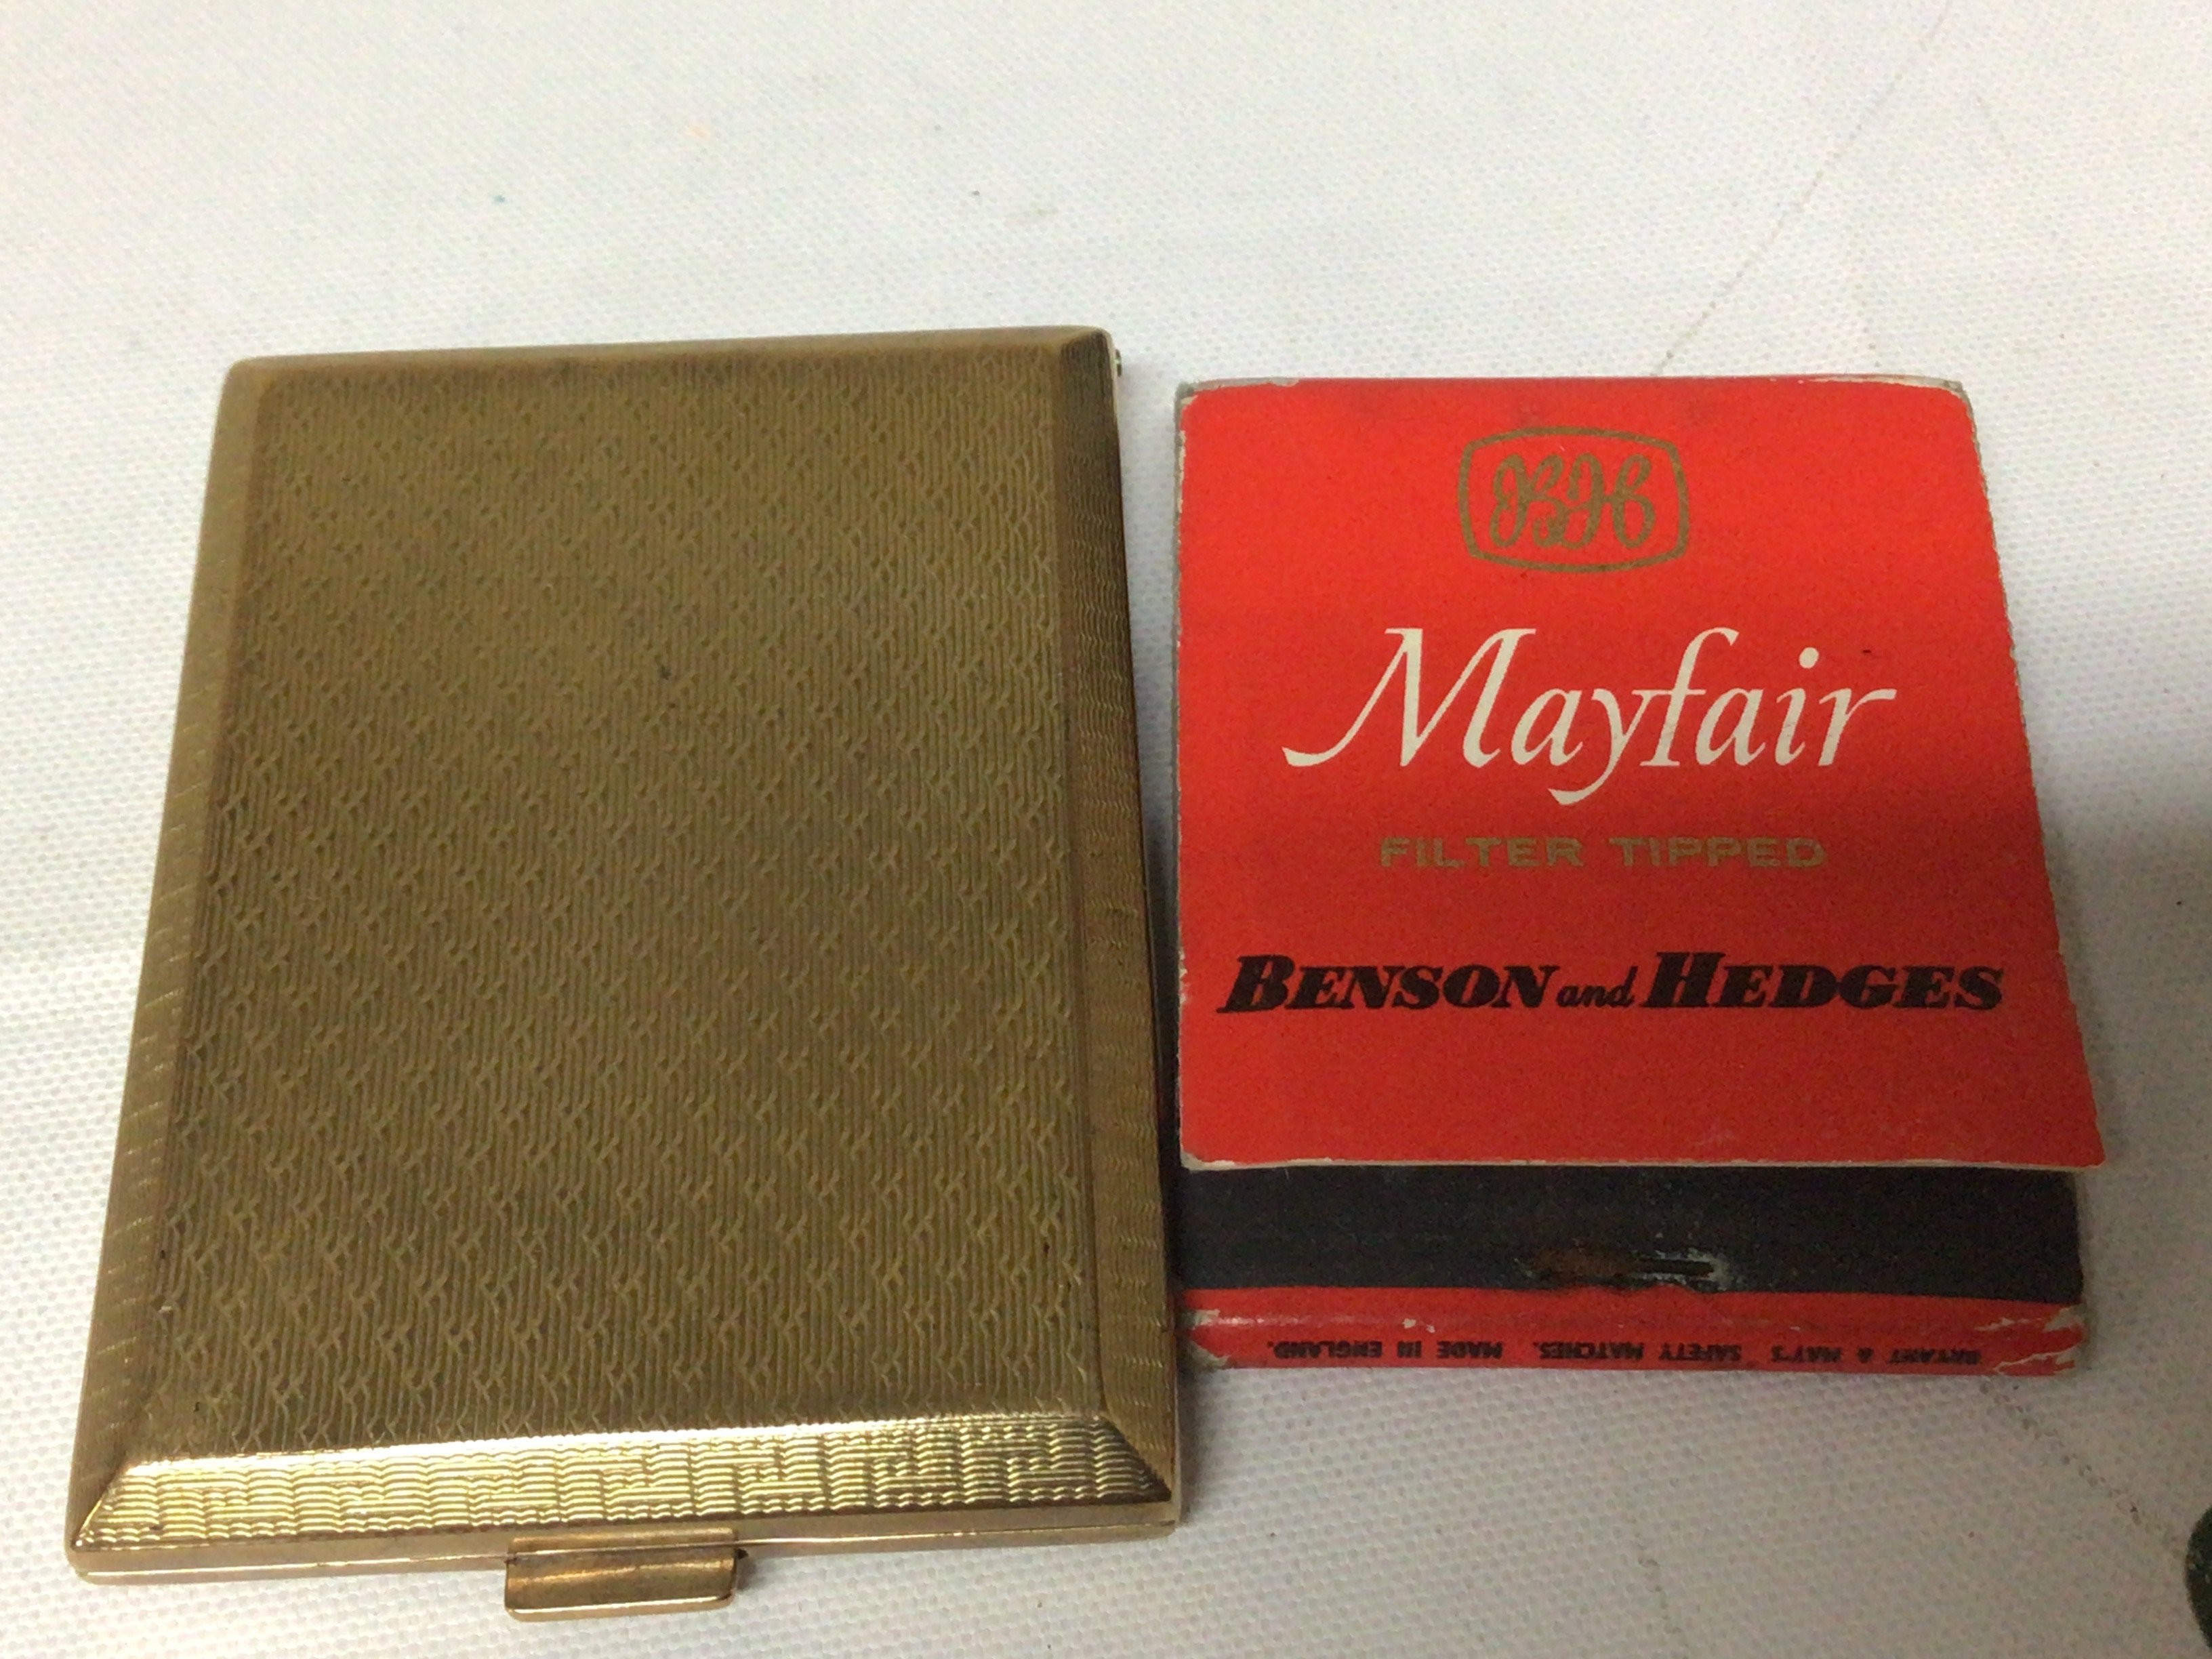 B&H
Mayfair
FILTER TIPPED
BENSON and HEDGES
BRYANT & MAY'S SAFETY MATCHES. MADE IN ENGLAND.